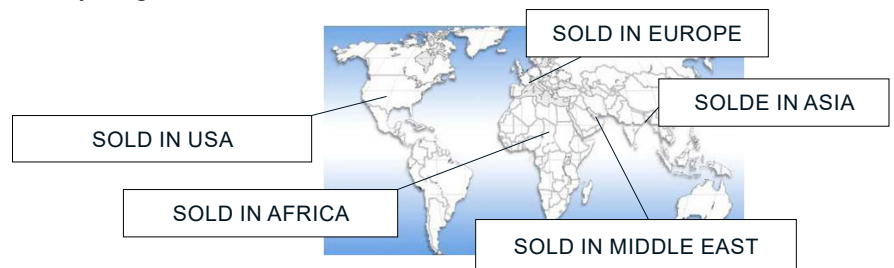 SOLD IN EUROPE
SOLDE IN ASIA
SOLD IN USA
SOLD IN AFRICA
SOLD IN MIDDLE EAST